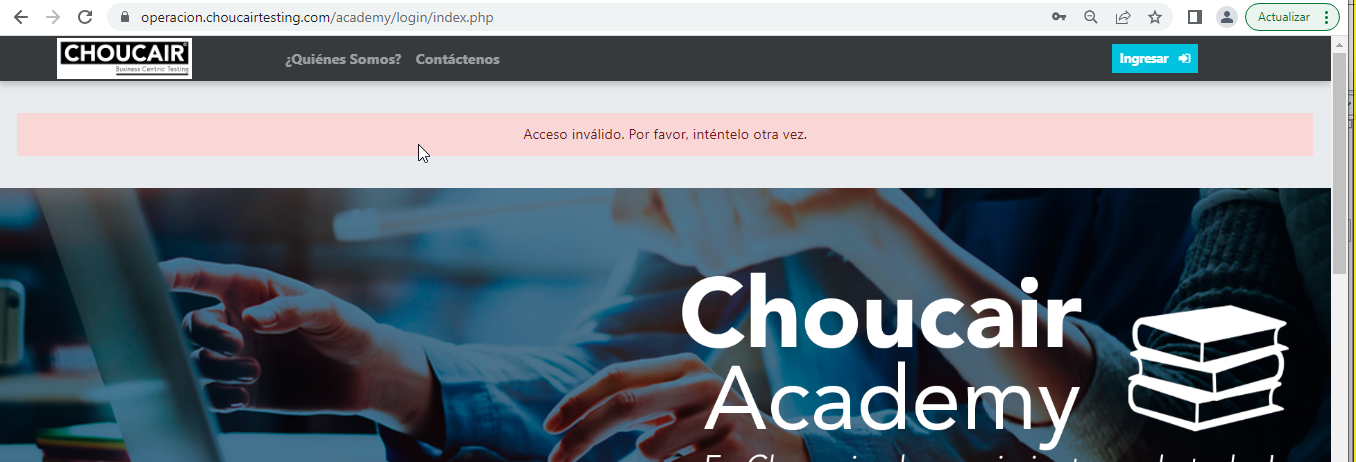 operacion.choucairtesting.com/academy/login/index.php
Actualizar
CHOUCAIR
Business Centric Testing
¿Quiénes Somos? Contáctenos
Ingresar
Acceso inválido. Por favor, inténtelo otra vez.
Choucair
Academy